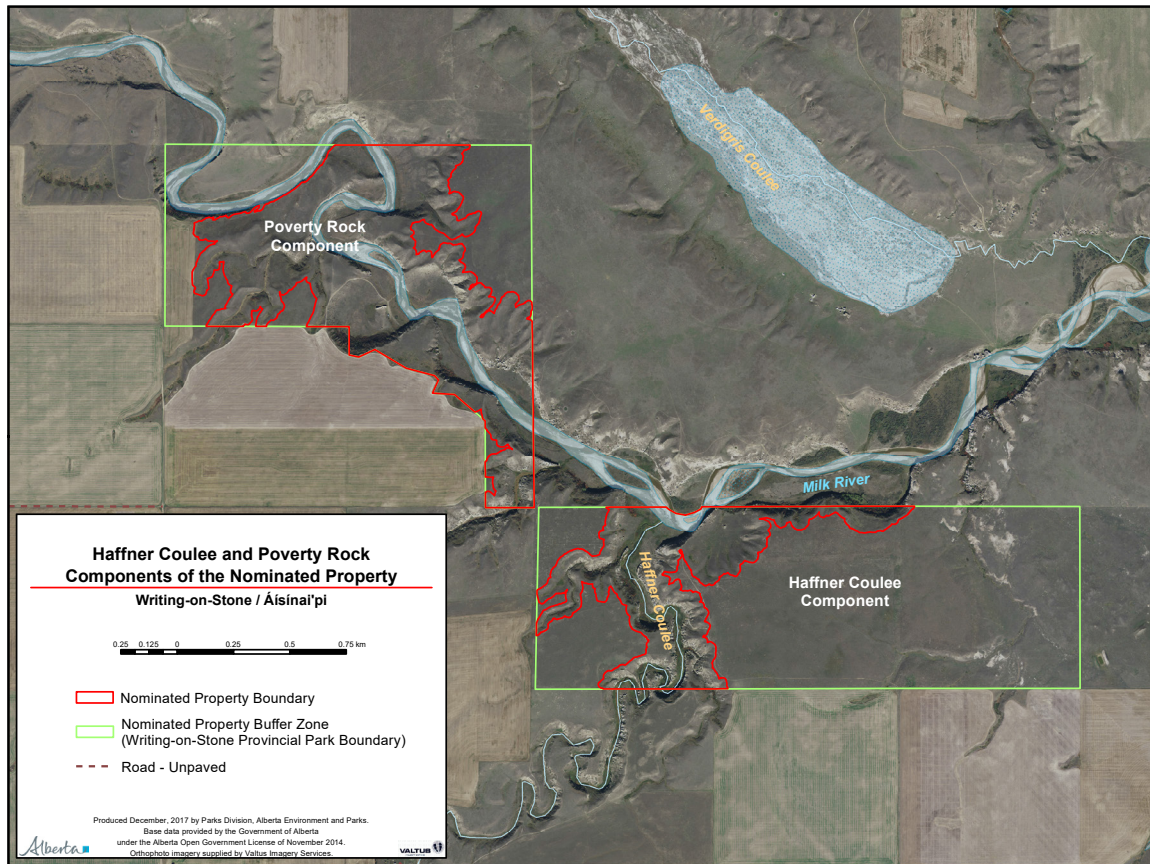 Verdigris Coulee
Poverty Rock
Component
Milk River
Haffner Coulee
Haffner Coulee
Component
Haffner Coulee and Poverty Rock
Components of the Nominated Property
Writing-on-Stone / Áísínai'pi
0.25 0.125 0 0.25 0.5 0.75 km
Nominated Property Boundary
Nominated Property Buffer Zone
(Writing-on-Stone Provincial Park Boundary)
Road - Unpaved
Produced December, 2017 by Parks Division, Alberta Environment and Parks.
Base data provided by the Government of Alberta
under the Alberta Open Government License of November 2014.
Orthophoto imagery supplied by Valtus Imagery Services.
Alberta
VALTUS